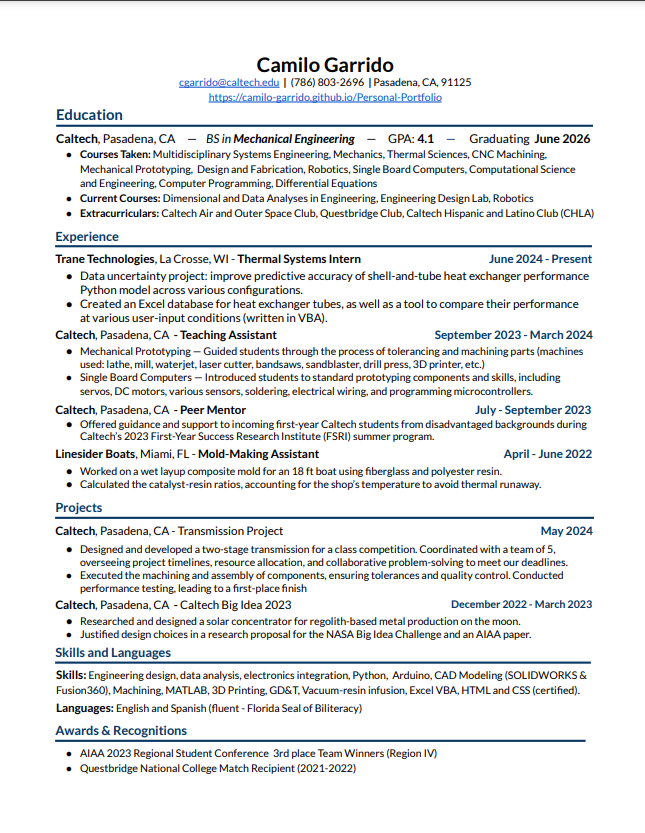 Camilo Garrido
cgarrido@caltech.edu | (786) 803-2696 | Pasadena, CA, 91125
https://camilo-garrido.github.io/Personal-Portfolio
Education
Caltech, Pasadena, CA — BS in Mechanical Engineering — GPA: 4.1 — Graduating June 2026
● Courses Taken: Multidisciplinary Systems Engineering, Mechanics, Thermal Sciences, CNC Machining,
Mechanical Prototyping, Design and Fabrication, Robotics, Single Board Computers, Computational Science
and Engineering, Computer Programming, Differential Equations
● Current Courses: Dimensional and Data Analyses in Engineering, Engineering Design Lab, Robotics
● Extracurriculars: Caltech Air and Outer Space Club, Questbridge Club, Caltech Hispanic and Latino Club (CHLA)
Experience
Trane Technologies, La Crosse, WI - Thermal Systems Intern June 2024 - Present
● Data uncertainty project: improve predictive accuracy of shell-and-tube heat exchanger performance
Python model across various configurations.
● Created an Excel database for heat exchanger tubes, as well as a tool to compare their performance
at various user-input conditions (written in VBA).
Caltech, Pasadena, CA - Teaching Assistant September 2023 - March 2024
● Mechanical Prototyping — Guided students through the process of tolerancing and machining parts (machines
used: lathe, mill, waterjet, laser cutter, bandsaws, sandblaster, drill press, 3D printer, etc.)
● Single Board Computers — Introduced students to standard prototyping components and skills, including
servos, DC motors, various sensors, soldering, electrical wiring, and programming microcontrollers.
Caltech, Pasadena, CA - Peer Mentor July - September 2023
● Offered guidance and support to incoming first-year Caltech students from disadvantaged backgrounds during
Caltech's 2023 First-Year Success Research Institute (FSRI) summer program.
Linesider Boats, Miami, FL - Mold-Making Assistant April - June 2022
● Worked on a wet layup composite mold for an 18 ft boat using fiberglass and polyester resin.
● Calculated the catalyst-resin ratios, accounting for the shop's temperature to avoid thermal runaway.
Projects
Caltech, Pasadena, CA - Transmission Project May 2024
● Designed and developed a two-stage transmission for a class competition. Coordinated with a team of 5,
overseeing project timelines, resource allocation, and collaborative problem-solving to meet our deadlines.
● Executed the machining and assembly of components, ensuring tolerances and quality control. Conducted
performance testing, leading to a first-place finish
Caltech, Pasadena, CA - Caltech Big Idea 2023 December 2022 - March 2023
● Researched and designed a solar concentrator for regolith-based metal production on the moon.
● Justified design choices in a research proposal for the NASA Big Idea Challenge and an AIAA paper.
Skills and Languages
Skills: Engineering design, data analysis, electronics integration, Python, Arduino, CAD Modeling (SOLIDWORKS &
Fusion360), Machining, MATLAB, 3D Printing, GD&T, Vacuum-resin infusion, Excel VBA, HTML and CSS (certified).
Languages: English and Spanish (fluent - Florida Seal of Biliteracy)
Awards & Recognitions
● AIAA 2023 Regional Student Conference 3rd place Team Winners (Region IV)
● Questbridge National College Match Recipient (2021-2022)